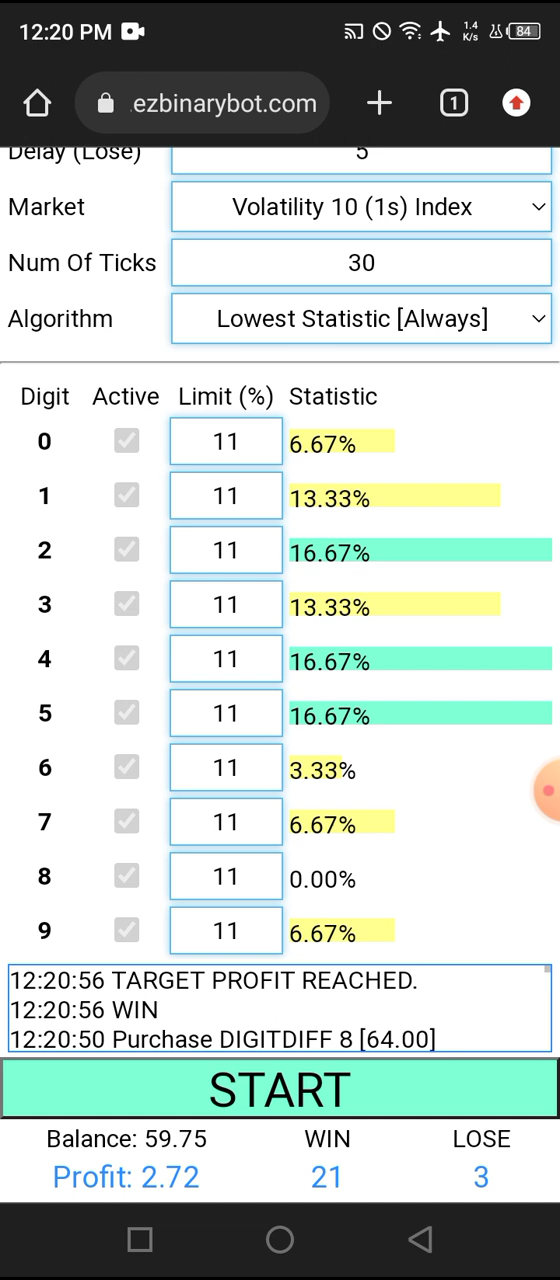 12:20 PM 1.4 K/s 84
.ezbinarybot.com 1
Delay (Lose) 5
Market Volatility 10 (1s) Index
Num Of Ticks 30
Algorithm Lowest Statistic [Always]
Digit Active Limit (%) Statistic
0 11 6.67%
1 11 13.33%
2 11 16.67%
3 11 13.33%
4 11 16.67%
5 11 16.67%
6 11 3.33%
7 11 6.67%
8 11 0.00%
9 11 6.67%
12:20:56 TARGET PROFIT REACHED.
12:20:56 WIN
12:20:50 Purchase DIGITDIFF 8 [64.00]
START
Balance: 59.75 WIN LOSE
Profit: 2.72 21 3